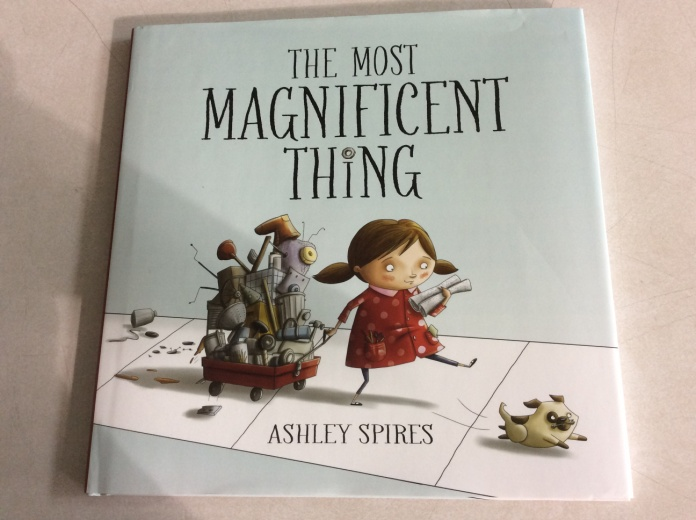 THE MOST
MAGNIFICENT
THiNG
ASHLEY SPIRES